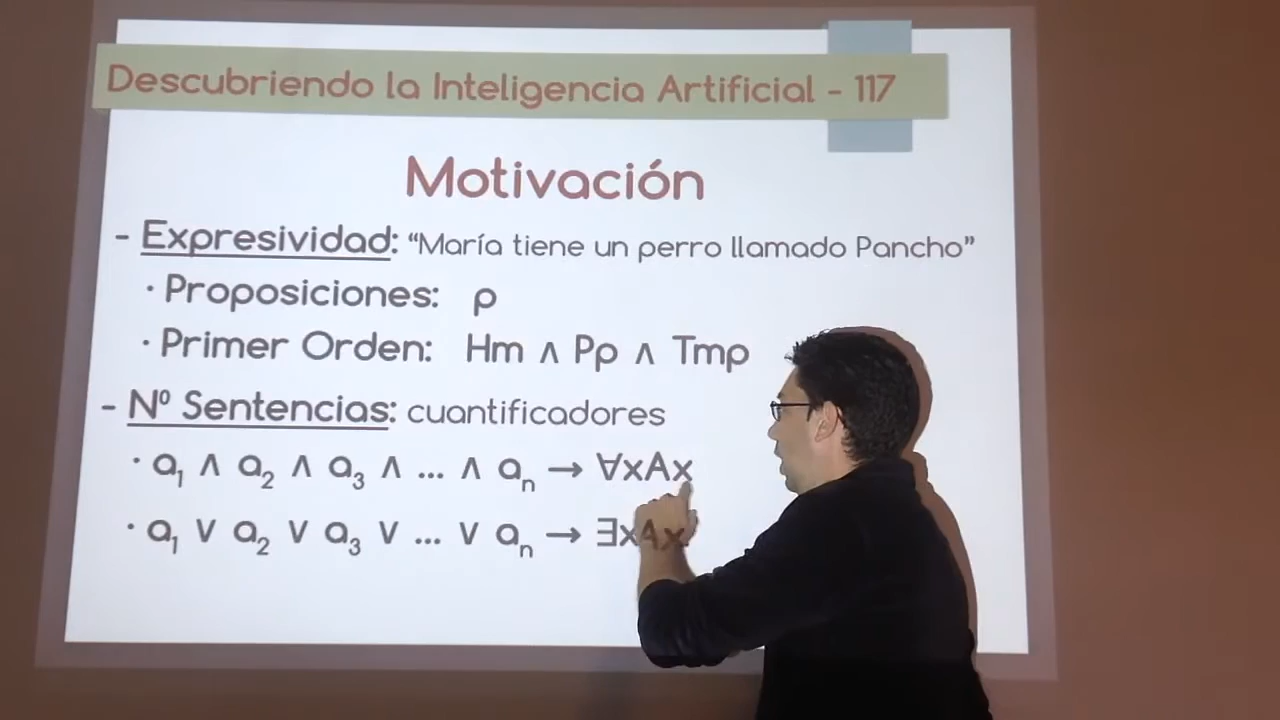 Descubriendo la Inteligencia Artificial - 117
Motivación
- Expresividad: “María tiene un perro llamado Pancho”
· Proposiciones: p
· Primer Orden: Hm ∧ Pp ∧ Tmp
- Nº Sentencias: cuantificadores
· a₁ ∧ a₂ ∧ a₃ ∧ ... ∧ aₙ → ∀xAx
· a₁ ∨ a₂ ∨ a₃ ∨ ... ∨ aₙ → ∃xAx